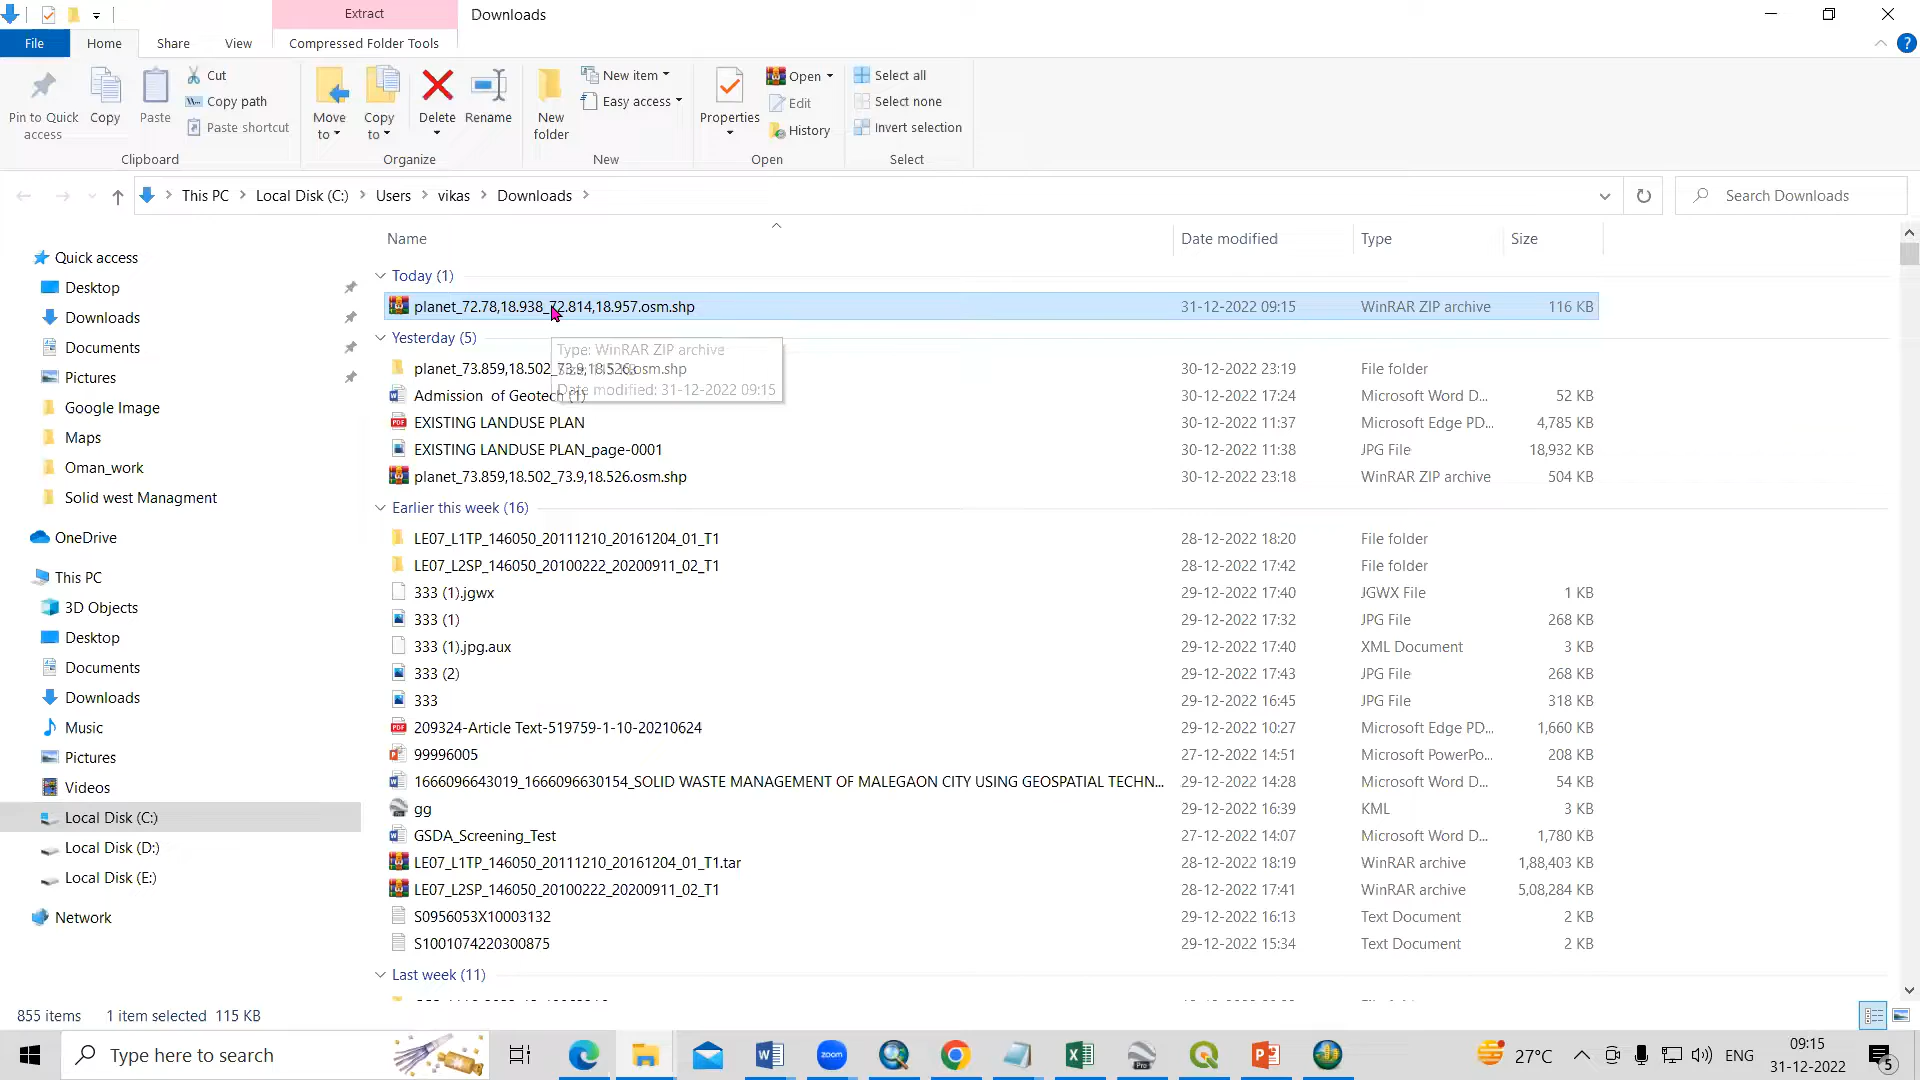 Extract
Downloads
File
Home
Share
View
Compressed Folder Tools
Pin to Quick access
Copy
Paste
Cut
Copy path
Paste shortcut
Clipboard
Move to
Copy to
Delete
Rename
Organize
New folder
New item
Easy access
New
Properties
Open
Edit
History
Open
Select all
Select none
Invert selection
Select
This PC
Local Disk (C:)
Users
vikas
Downloads
Search Downloads
Name Date modified Type Size
Quick access
Desktop
Downloads
Documents
Pictures
Google Image
Maps
Oman_work
Solid west Managment
OneDrive
This PC
3D Objects
Desktop
Documents
Downloads
Music
Pictures
Videos
Local Disk (C:)
Local Disk (D:)
Local Disk (E:)
Network
Today (1)
planet_72.78,18.938_72.814,18.957.osm.shp 31-12-2022 09:15 WinRAR ZIP archive 116 KB
Yesterday (5)
Type: WinRAR ZIP archive
Date modified: 31-12-2022 09:15
planet_73.859,18.502_73.9,18.526.osm.shp 30-12-2022 23:19 File folder
Admission of Geotech (1) 30-12-2022 17:24 Microsoft Word D... 52 KB
EXISTING LANDUSE PLAN 30-12-2022 11:37 Microsoft Edge PD... 4,785 KB
EXISTING LANDUSE PLAN_page-0001 30-12-2022 11:38 JPG File 18,932 KB
planet_73.859,18.502_73.9,18.526.osm.shp 30-12-2022 23:18 WinRAR ZIP archive 504 KB
Earlier this week (16)
LE07_L1TP_146050_20111210_20161204_01_T1 28-12-2022 18:20 File folder
LE07_L2SP_146050_20100222_20200911_02_T1 28-12-2022 17:42 File folder
333 (1).jgwx 29-12-2022 17:40 JGWX File 1 KB
333 (1) 29-12-2022 17:32 JPG File 268 KB
333 (1).jpg.aux 29-12-2022 17:40 XML Document 3 KB
333 (2) 29-12-2022 17:43 JPG File 268 KB
333 29-12-2022 16:45 JPG File 318 KB
209324-Article Text-519759-1-10-20210624 29-12-2022 10:27 Microsoft Edge PD... 1,660 KB
99996005 27-12-2022 14:51 Microsoft PowerPo... 208 KB
1666096643019_1666096630154_SOLID WASTE MANAGEMENT OF MALEGAON CITY USING GEOSPATIAL TECHN... 29-12-2022 14:28 Microsoft Word D... 54 KB
gg 29-12-2022 16:39 KML 3 KB
GSDA_Screening_Test 27-12-2022 14:07 Microsoft Word D... 1,780 KB
LE07_L1TP_146050_20111210_20161204_01_T1.tar 28-12-2022 18:19 WinRAR archive 1,88,403 KB
LE07_L2SP_146050_20100222_20200911_02_T1 28-12-2022 17:41 WinRAR archive 5,08,284 KB
S0956053X10003132 29-12-2022 16:13 Text Document 2 KB
S1001074220300875 29-12-2022 15:34 Text Document 2 KB
Last week (11)
855 items 1 item selected 115 KB
Type here to search
zoom
Pro
27°C
ENG
09:15
31-12-2022
5